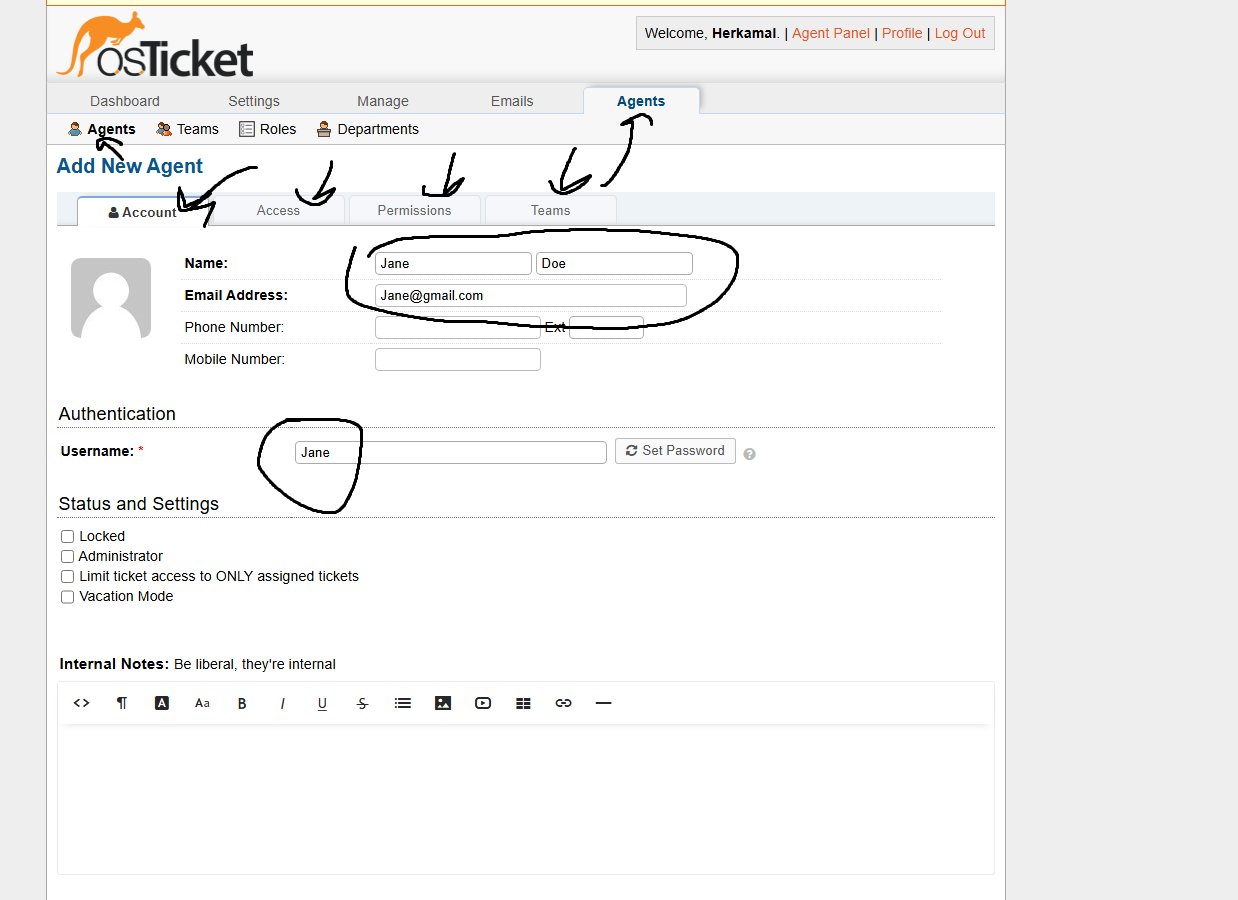 osTicket
Welcome, Herkamal. | Agent Panel | Profile | Log Out
Dashboard Settings Manage Emails Agents
Agents Teams Roles Departments
Add New Agent
Account Access Permissions Teams
Name: Jane Doe
Email Address: Jane@gmail.com
Phone Number: Ext
Mobile Number:
Authentication
Username: * Jane Set Password ?
Status and Settings
Locked
Administrator
Limit ticket access to ONLY assigned tickets
Vacation Mode
Internal Notes: Be liberal, they're internal
<> ¶ A Aa B I U S